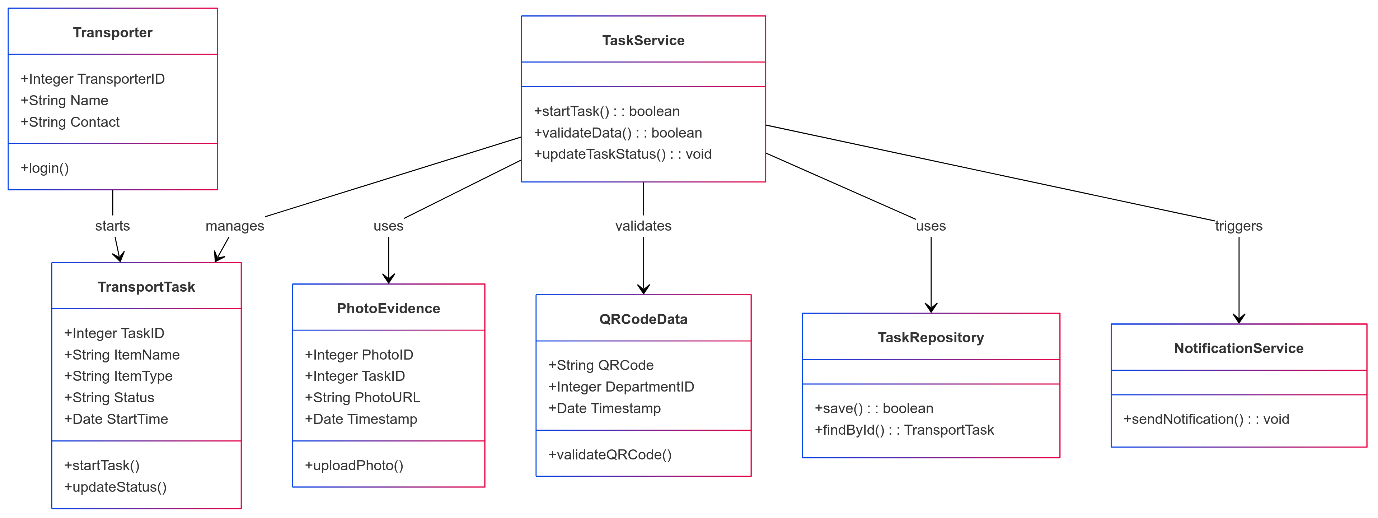 Transporter
+Integer TransporterID
+String Name
+String Contact
+login()
TaskService
+startTask() : : boolean
+validateData() : : boolean
+updateTaskStatus() : : void
starts
manages
uses
validates
uses
triggers
TransportTask
+Integer TaskID
+String ItemName
+String ItemType
+String Status
+Date StartTime
+startTask()
+updateStatus()
PhotoEvidence
+Integer PhotoID
+Integer TaskID
+String PhotoURL
+Date Timestamp
+uploadPhoto()
QRCodeData
+String QRCode
+Integer DepartmentID
+Date Timestamp
+validateQRCode()
TaskRepository
+save() : : boolean
+findById() : : TransportTask
NotificationService
+sendNotification() : : void